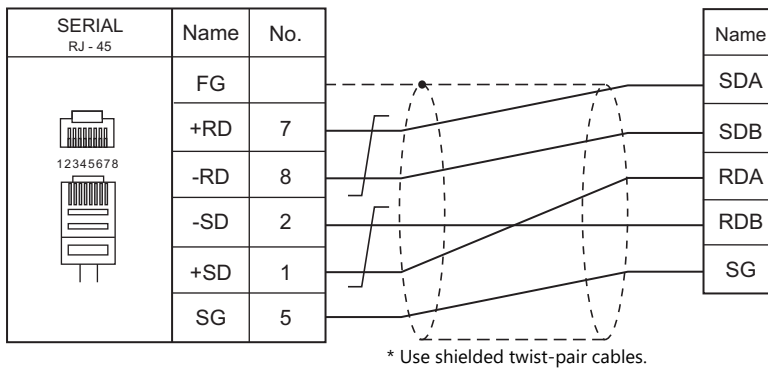 SERIAL Name No.
RJ - 45
FG
+RD 7
-RD 8
-SD 2
+SD 1
SG 5
12345678
Name
SDA
SDB
RDA
RDB
SG
* Use shielded twist-pair cables.